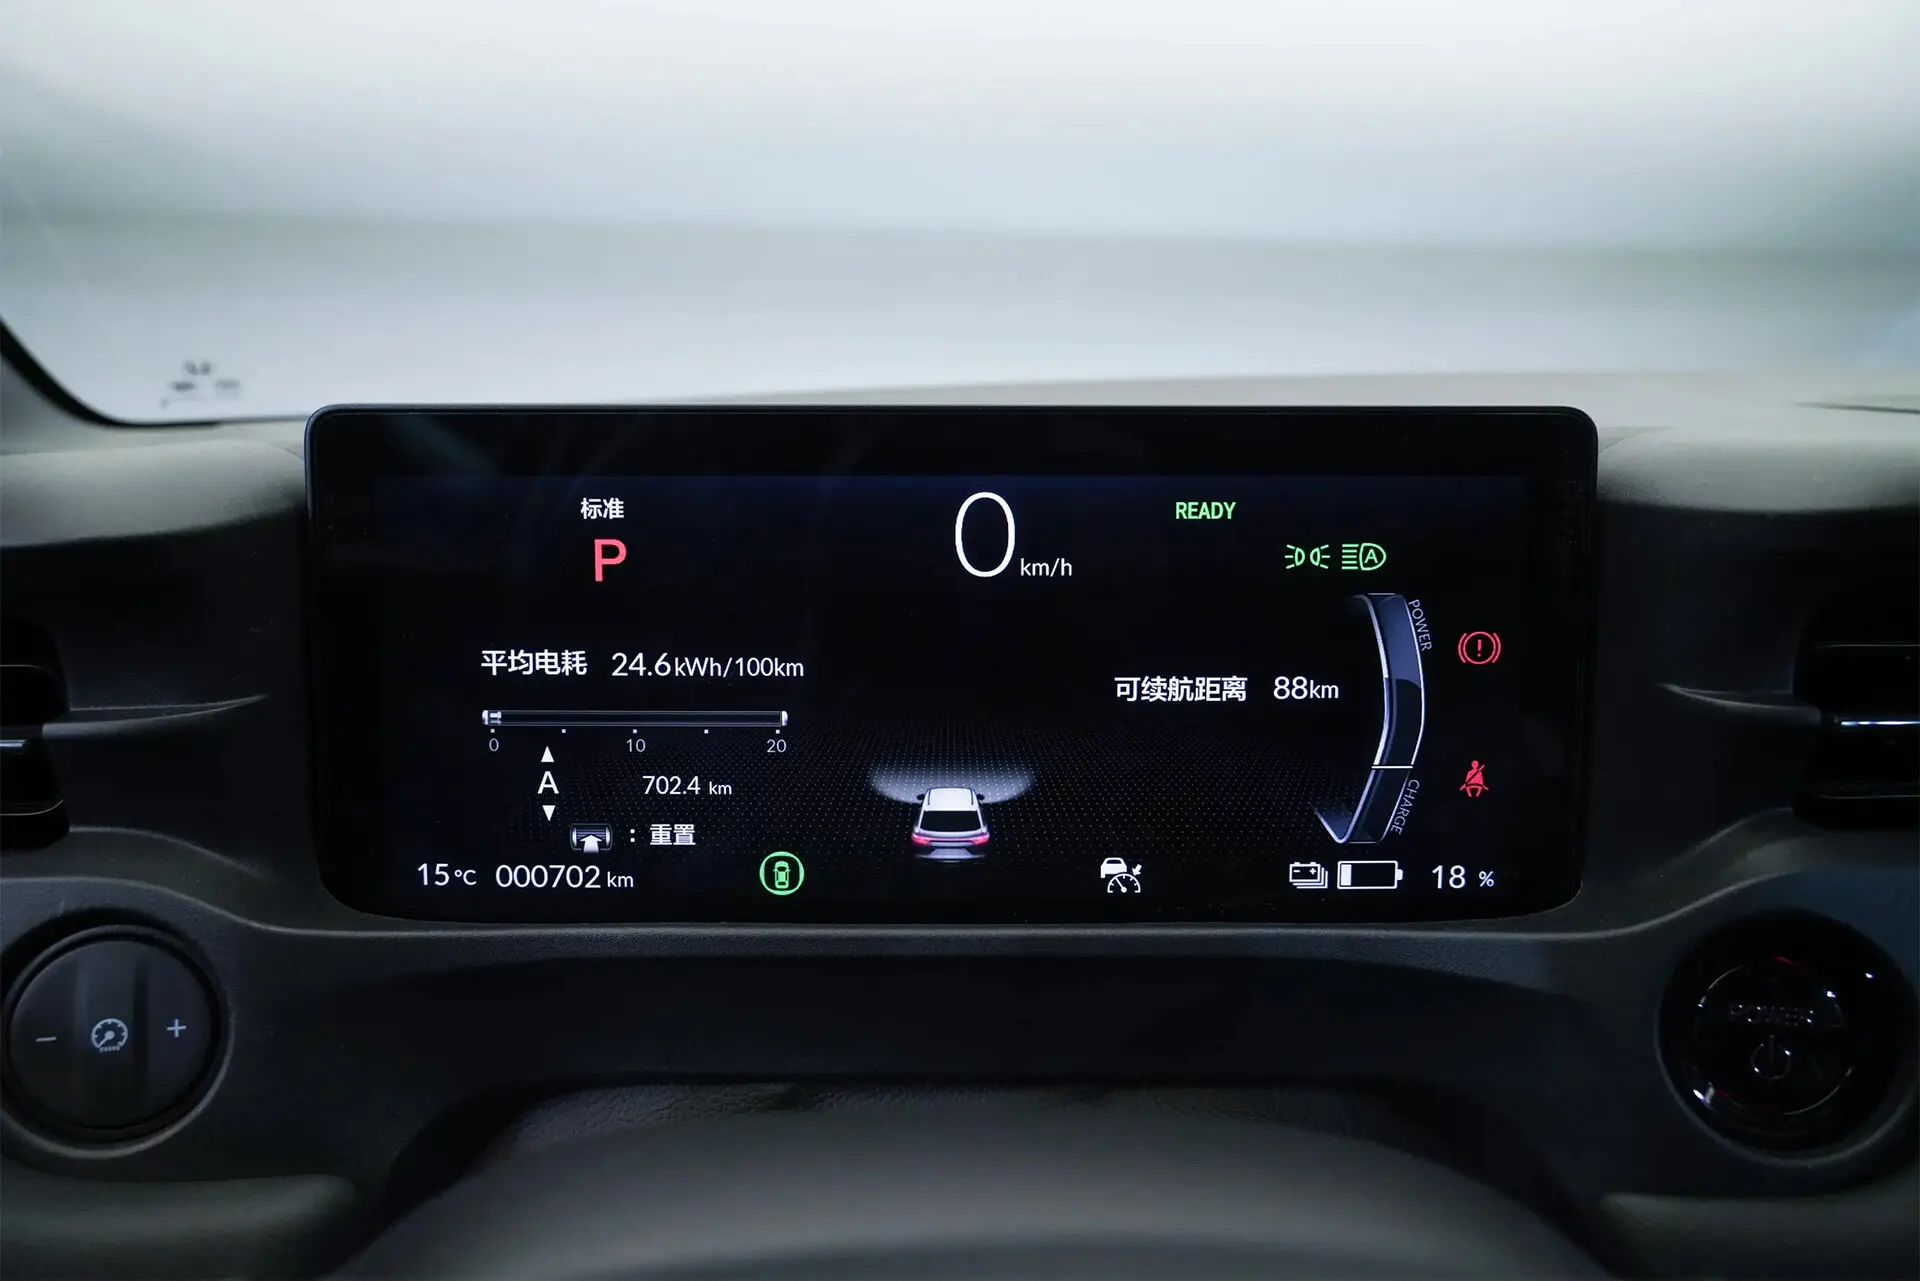 标准
P
0 km/h
READY
A
平均电耗 24.6kWh/100km
可续航距离 88km
POWER
0 10 20
A
702.4 km
: 重置
CHARGE
15°C 000702 km
18 %
- +
POWER